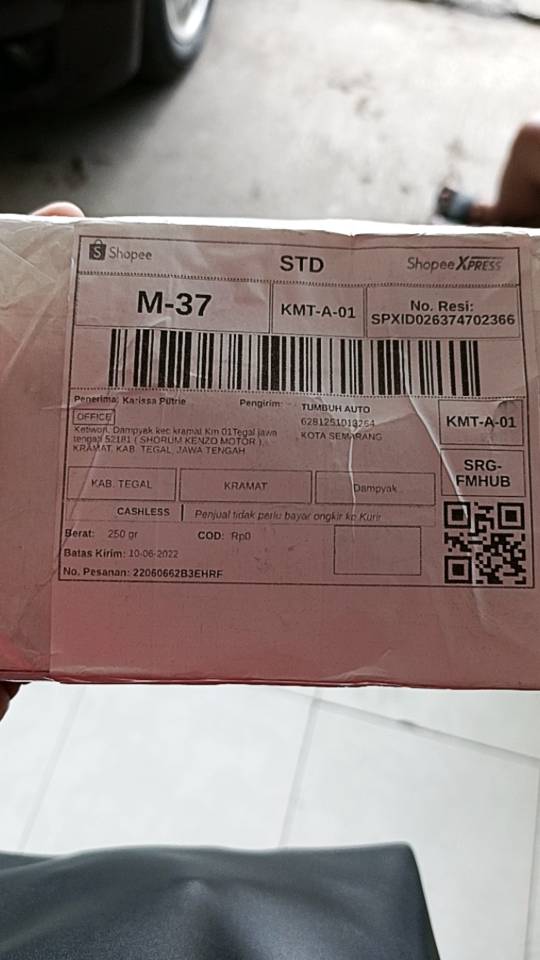 Shopee
STD
Shopee XPRESS
M-37
KMT-A-01
No. Resi:
SPXID026374702366
Penerima: Karissa Putrie
Pengirim:
TUMBUH AUTO
6281251013254
KOTA SEMARANG
OFFICE
Ketiwon, Dampyak kec kramat Km 01Tegal jawa
tengah 52181 ( SHORUM KENZO MOTOR ),
KRAMAT, KAB. TEGAL, JAWA TENGAH
KMT-A-01
SRG-
FMHUB
KAB. TEGAL
KRAMAT
Dampyak
CASHLESS
Penjual tidak perlu bayar ongkir ke Kurir
Berat: 250 gr
COD: Rp0
Batas Kirim: 10-06-2022
No. Pesanan: 22060662B3EHRF